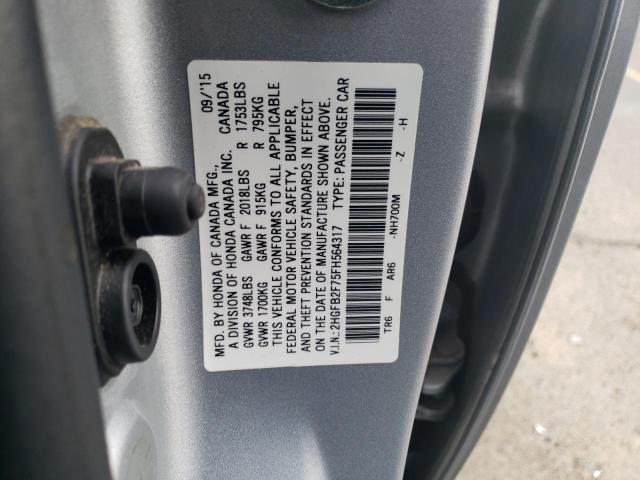 MFD. BY HONDA OF CANADA MFG., 09/'15
A DIVISION OF HONDA CANADA INC. CANADA
GVWR 3748LBS GAWR F 2018LBS R 1753LBS
GVWR 1700KG GAWR F 915KG R 795KG
THIS VEHICLE CONFORMS TO ALL APPLICABLE
FEDERAL MOTOR VEHICLE SAFETY, BUMPER,
AND THEFT PREVENTION STANDARDS IN EFFECT
ON THE DATE OF MANUFACTURE SHOWN ABOVE.
V.I.N.: 2HGFB2F75FH564317 TYPE: PASSENGER CAR
TR6 F AR6 -NH700M -Z -H